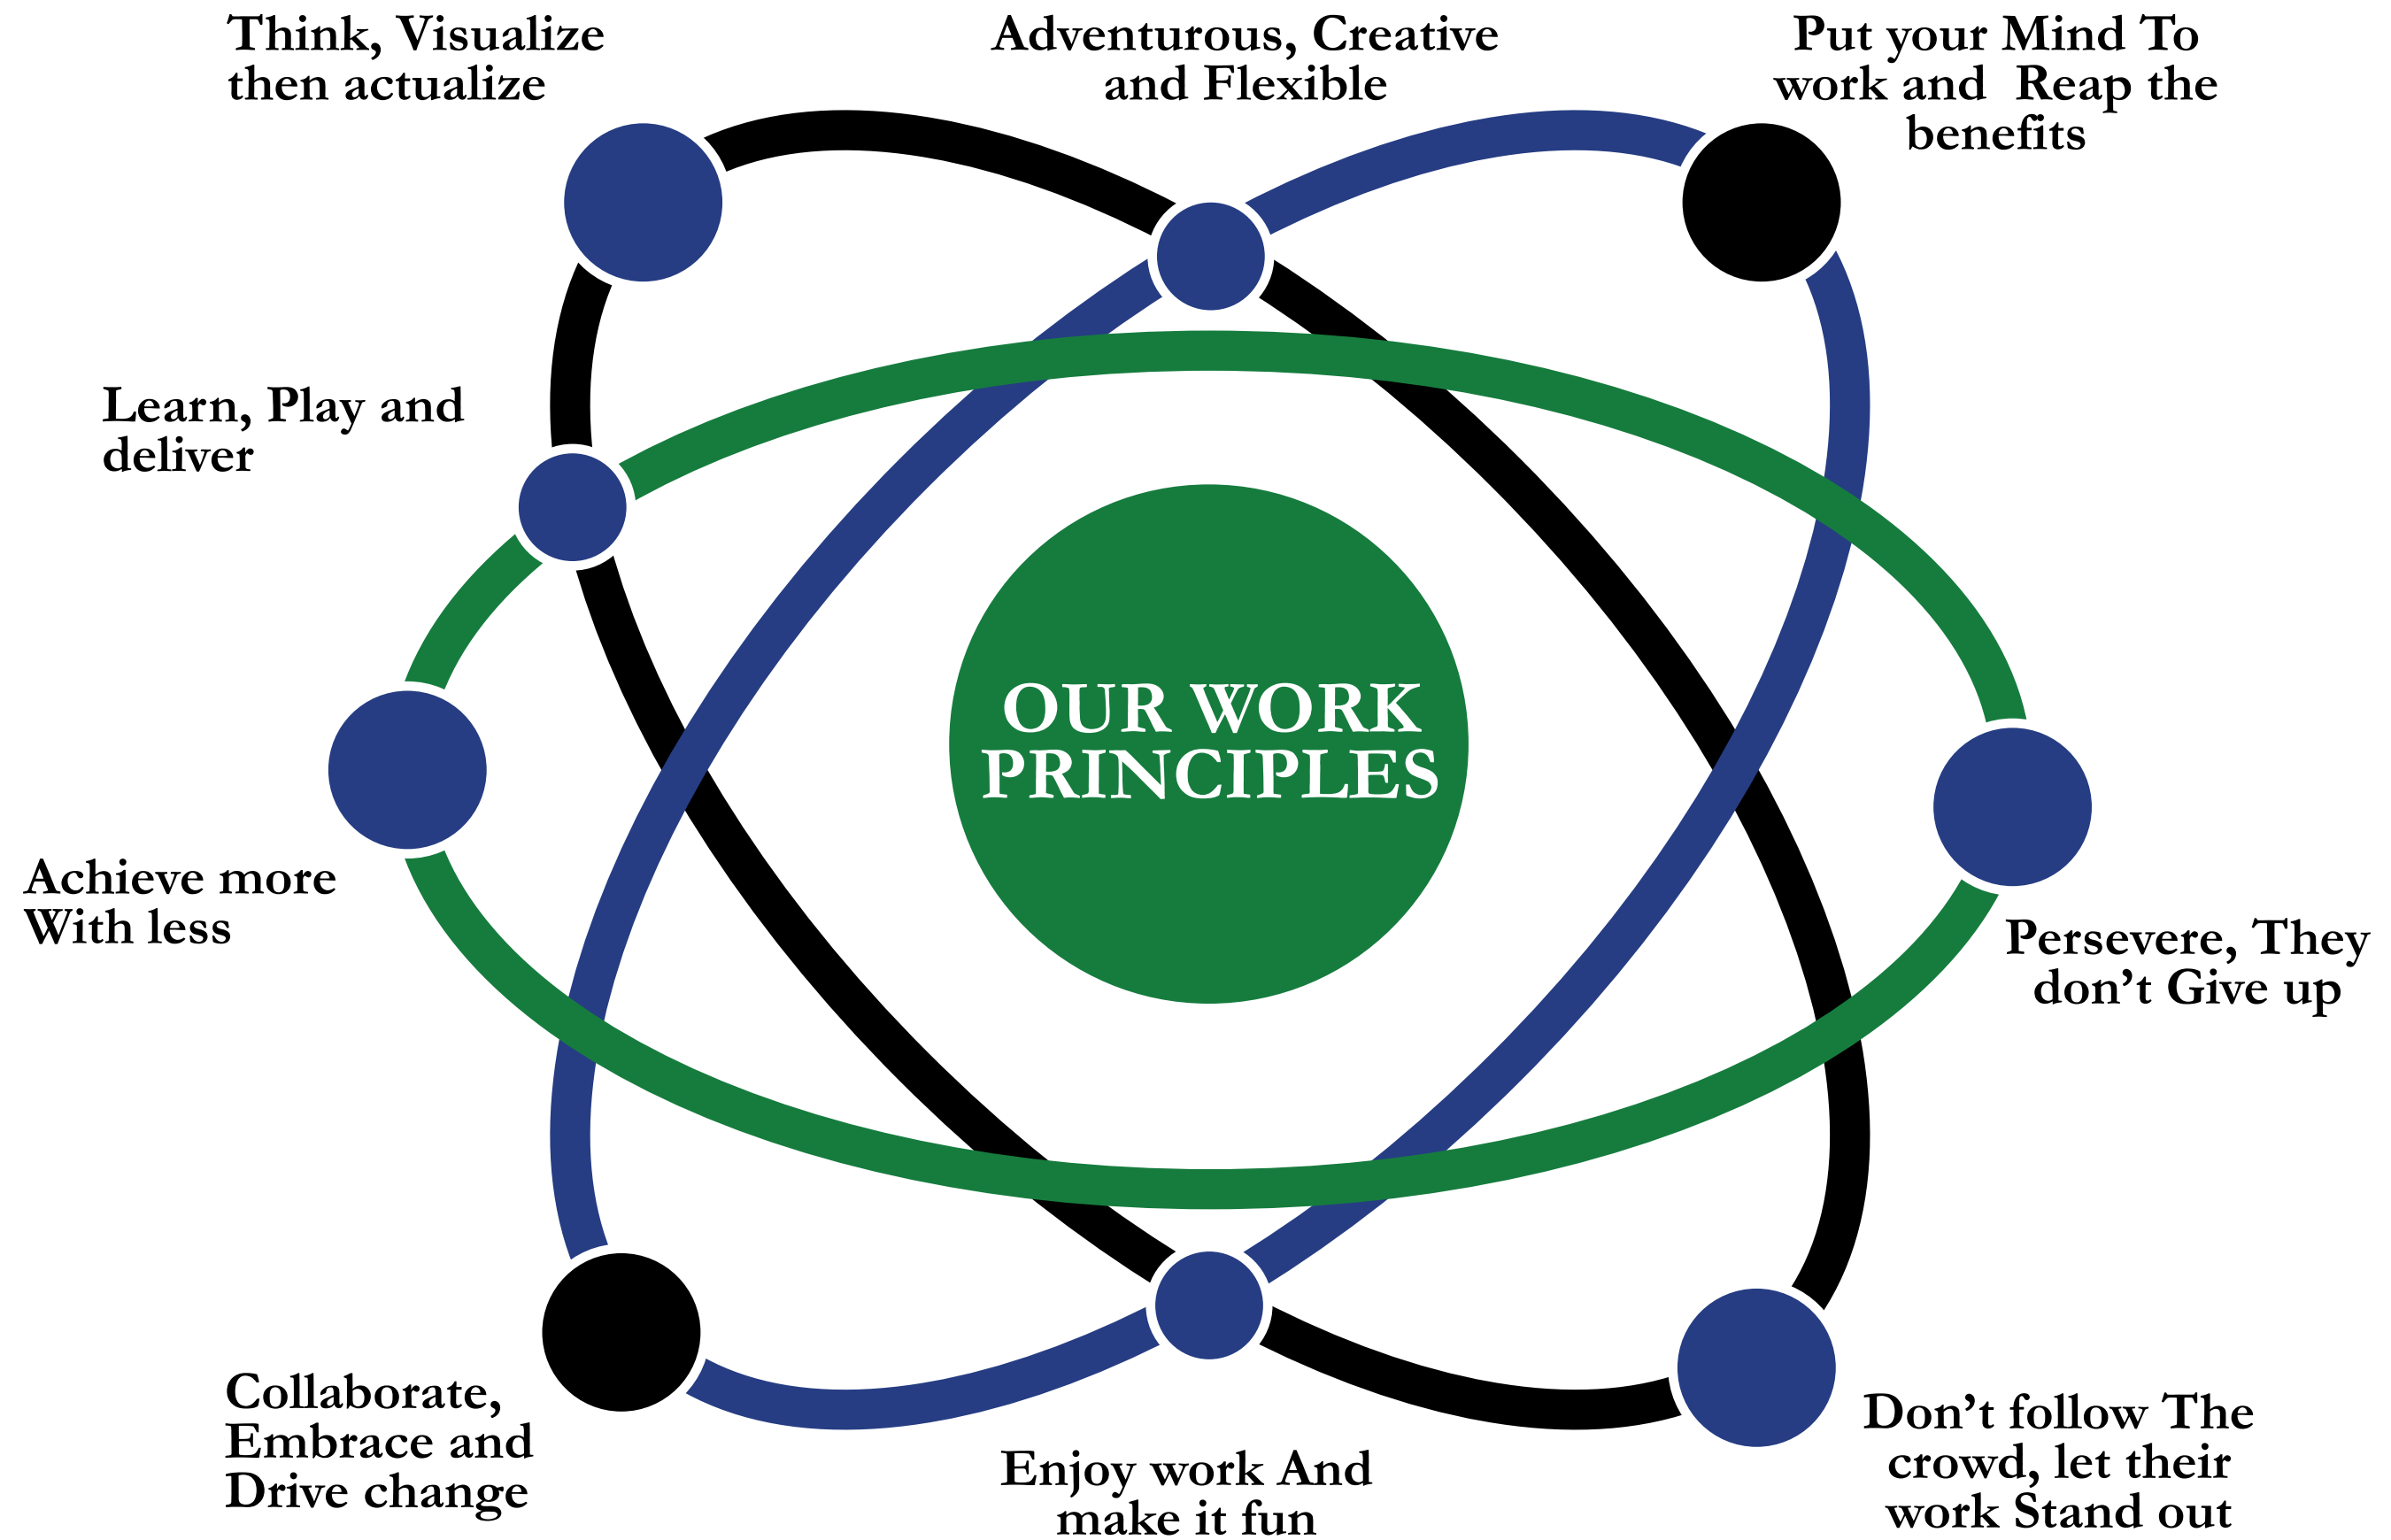 Think, Visualize
then actualize
Adventurous, Creative
and Flexible
Put your Mind To
work and Reap the
benefits
Learn, Play and
deliver
OUR WORK
PRINCIPLES
Achieve more
With less
Persevere, They
don't Give up
Collaborate,
Embrace and
Drive change
Enjoy work And
make it fun
Don't follow The
crowd, let their
work Stand out